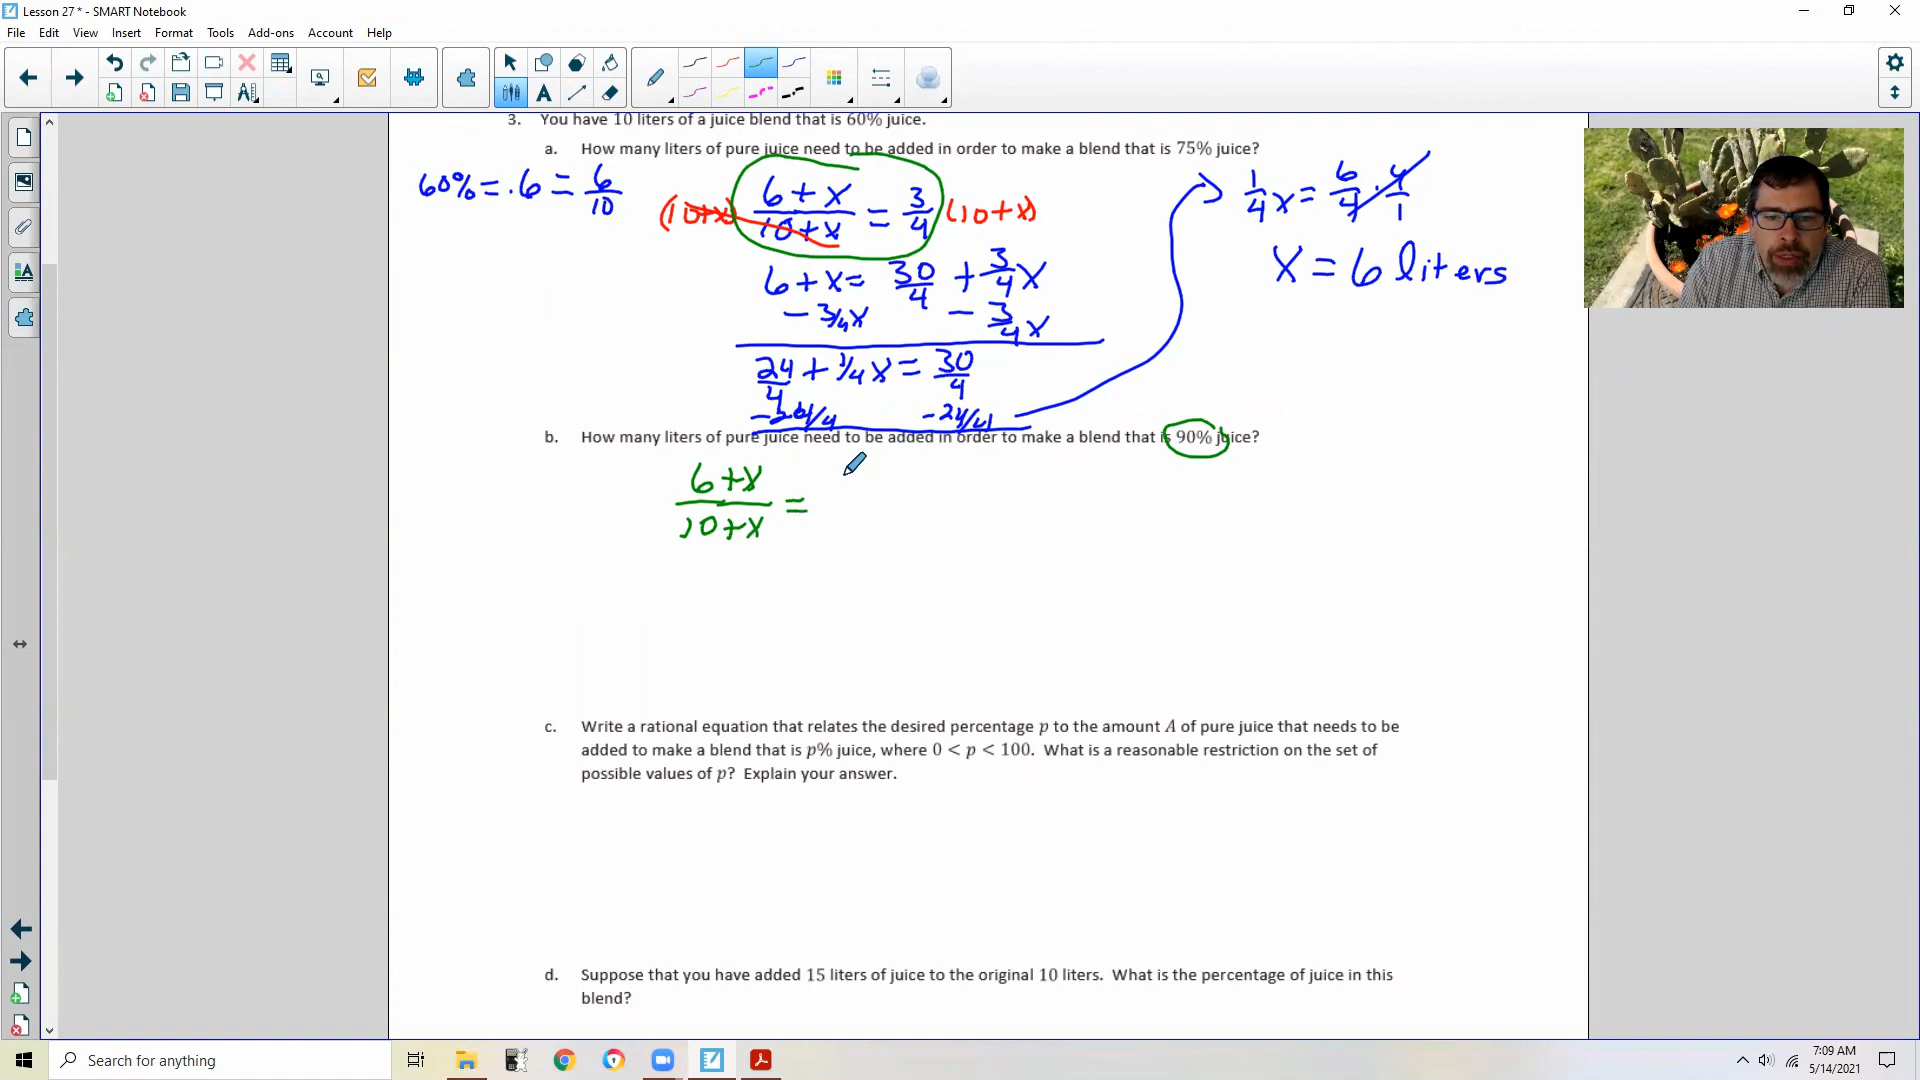 Lesson 27 * - SMART Notebook
File Edit View Insert Format Tools Add-ons Account Help
3. You have 10 liters of a juice blend that is 60% juice.
a. How many liters of pure juice need to be added in order to make a blend that is 75% juice?
60% = .6 = 6/10
(10+x) (6+x)/(10+x) = 3/4 (10+x)
6+x = 30/4 + 3/4 x
- 3/4x - 3/4 x
24/4 + 1/4 x = 30/4
-24/4 -24/4
1/4 x = 6/4 · 4/1
x = 6 liters
b. How many liters of pure juice need to be added in order to make a blend that is 90% juice?
(6+x)/(10+x) =
c. Write a rational equation that relates the desired percentage p to the amount A of pure juice that needs to be
added to make a blend that is p% juice, where 0 < p < 100. What is a reasonable restriction on the set of
possible values of p? Explain your answer.
d. Suppose that you have added 15 liters of juice to the original 10 liters. What is the percentage of juice in this
blend?
Search for anything
7:09 AM
5/14/2021